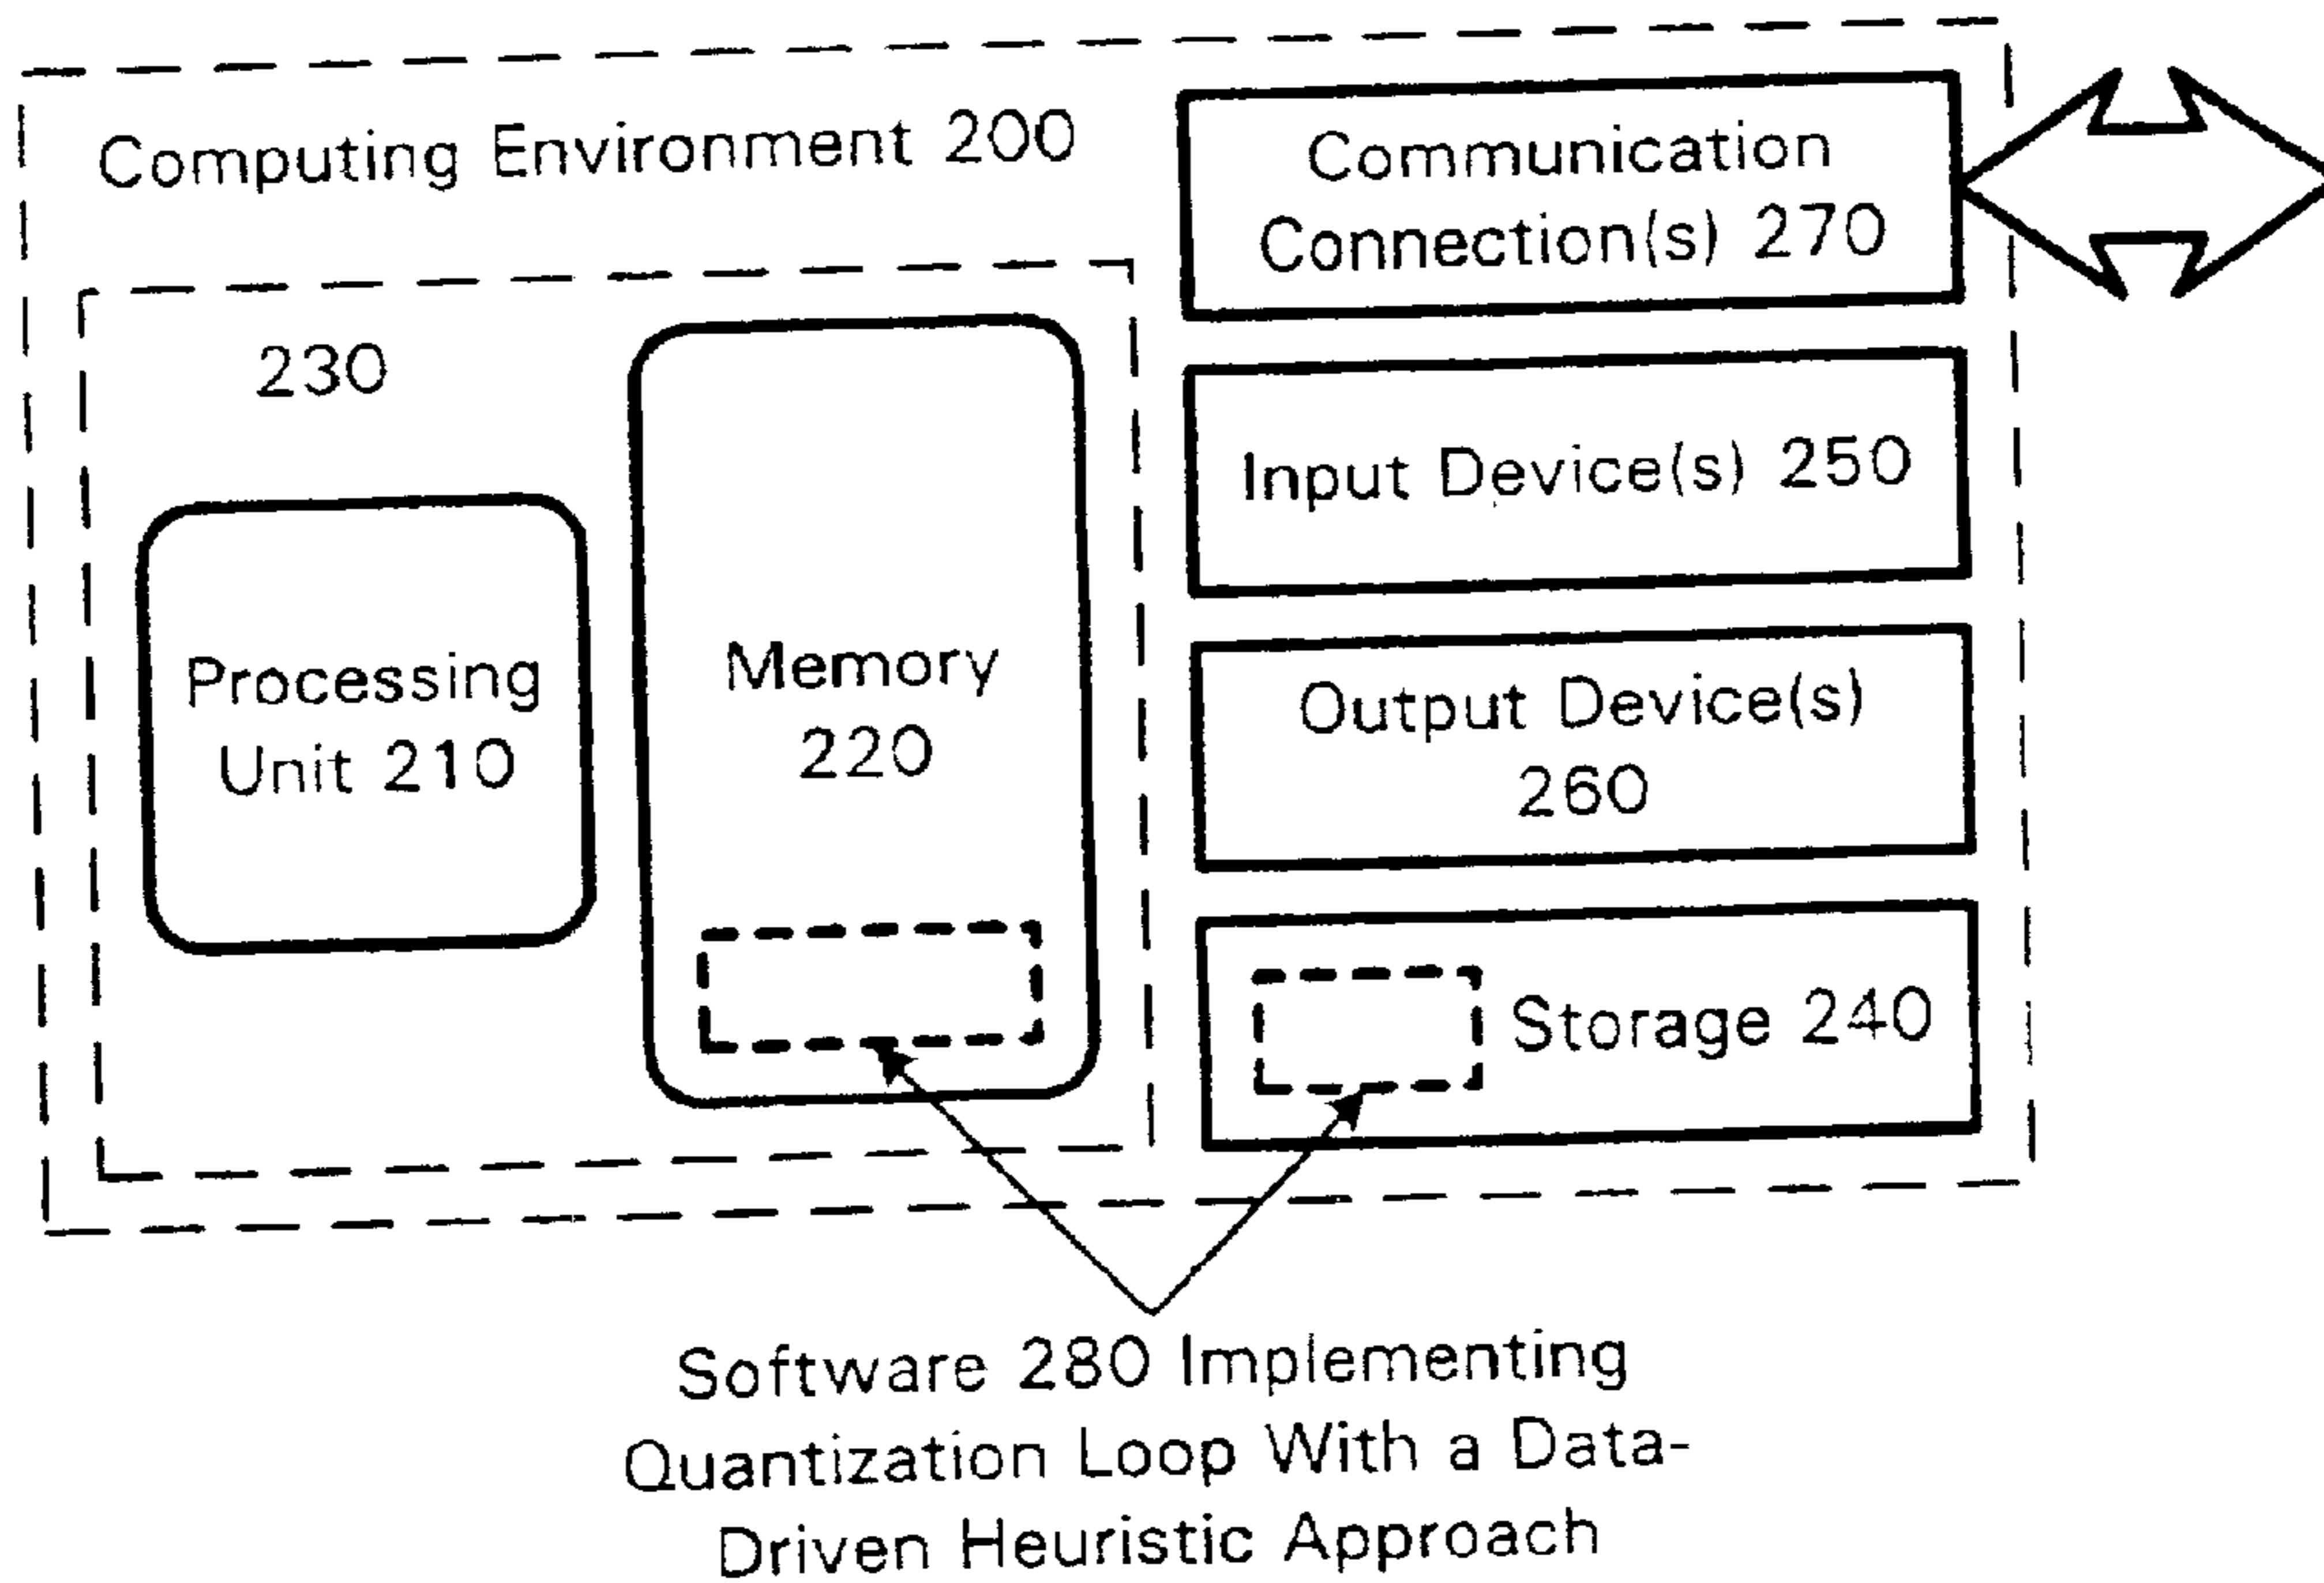 Computing Environment 200
Communication
Connection(s) 270
230
Input Device(s) 250
Processing
Unit 210
Memory
220
Output Device(s)
260
Storage 240
Software 280 Implementing
Quantization Loop With a Data-
Driven Heuristic Approach